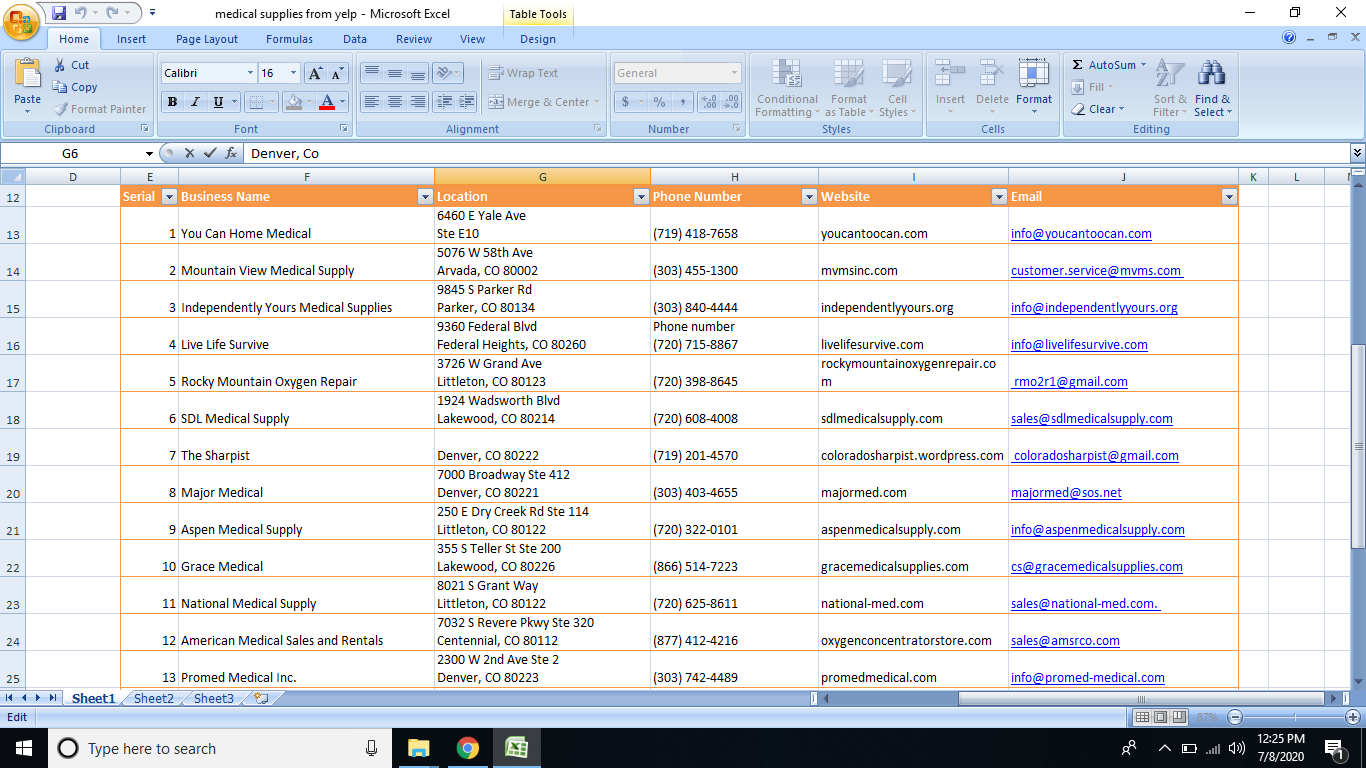 medical supplies from yelp - Microsoft Excel
Table Tools
Home Insert Page Layout Formulas Data Review View Design
Paste
Cut
Copy
Format Painter
Clipboard
Calibri 16
B I U
Font
Wrap Text
Merge & Center
Alignment
General
$ % ,
Number
Conditional Formatting
Format as Table
Cell Styles
Styles
Insert Delete Format
Cells
AutoSum
Fill
Clear
Sort & Filter
Find & Select
Editing
G6 fx Denver, Co
D E F G H I J K L
12 Serial Business Name Location Phone Number Website Email
6460 E Yale Ave
13 1 You Can Home Medical Ste E10 (719) 418-7658 youcantoocan.com info@youcantoocan.com
5076 W 58th Ave
14 2 Mountain View Medical Supply Arvada, CO 80002 (303) 455-1300 mvmsinc.com customer.service@mvms.com
9845 S Parker Rd
15 3 Independently Yours Medical Supplies Parker, CO 80134 (303) 840-4444 independentlyyours.org info@independentlyyours.org
9360 Federal Blvd Phone number
16 4 Live Life Survive Federal Heights, CO 80260 (720) 715-8867 livelifesurvive.com info@livelifesurvive.com
3726 W Grand Ave rockymountainoxygenrepair.co
17 5 Rocky Mountain Oxygen Repair Littleton, CO 80123 (720) 398-8645 m rmo2r1@gmail.com
1924 Wadsworth Blvd
18 6 SDL Medical Supply Lakewood, CO 80214 (720) 608-4008 sdlmedicalsupply.com sales@sdlmedicalsupply.com
19 7 The Sharpist Denver, CO 80222 (719) 201-4570 coloradosharpist.wordpress.com coloradosharpist@gmail.com
7000 Broadway Ste 412
20 8 Major Medical Denver, CO 80221 (303) 403-4655 majormed.com majormed@sos.net
250 E Dry Creek Rd Ste 114
21 9 Aspen Medical Supply Littleton, CO 80122 (720) 322-0101 aspenmedicalsupply.com info@aspenmedicalsupply.com
355 S Teller St Ste 200
22 10 Grace Medical Lakewood, CO 80226 (866) 514-7223 gracemedicalsupplies.com cs@gracemedicalsupplies.com
8021 S Grant Way
23 11 National Medical Supply Littleton, CO 80122 (720) 625-8611 national-med.com sales@national-med.com.
7032 S Revere Pkwy Ste 320
24 12 American Medical Sales and Rentals Centennial, CO 80112 (877) 412-4216 oxygenconcentratorstore.com sales@amsrco.com
2300 W 2nd Ave Ste 2
25 13 Promed Medical Inc. Denver, CO 80223 (303) 742-4489 promedmedical.com info@promed-medical.com
Sheet1 Sheet2 Sheet3
Edit 87%
Type here to search
12:25 PM
7/8/2020
1